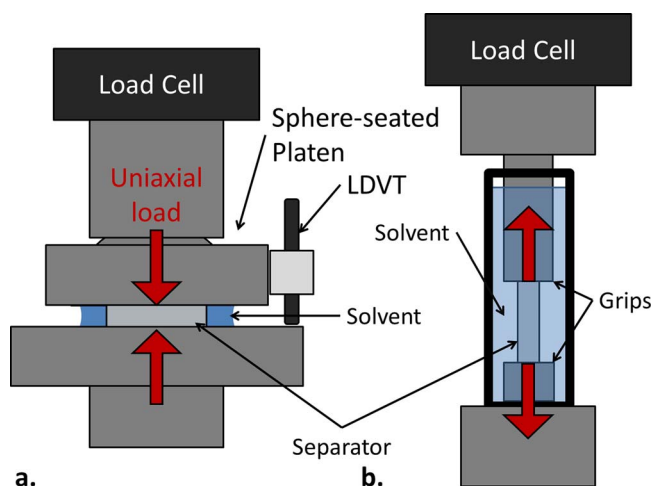 Load Cell
Sphere-seated
Platen
Uniaxial
load
LDVT
Solvent
Separator
a.
Load Cell
Solvent
Grips
b.